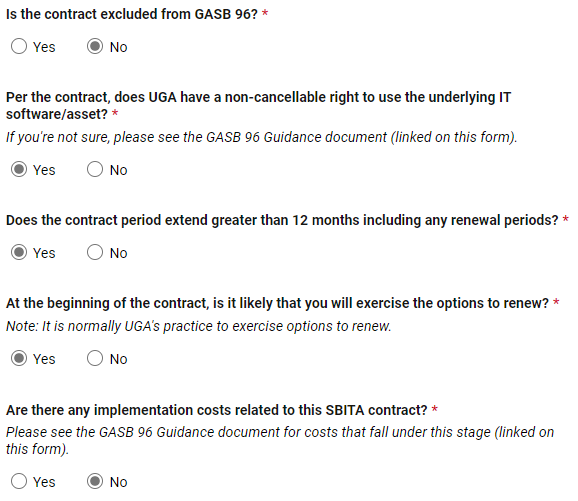 Is the contract excluded from GASB 96? *
Yes No
Per the contract, does UGA have a non-cancellable right to use the underlying IT
software/asset? *
If you're not sure, please see the GASB 96 Guidance document (linked on this form).
Yes No
Does the contract period extend greater than 12 months including any renewal periods? *
Yes No
At the beginning of the contract, is it likely that you will exercise the options to renew? *
Note: It is normally UGA's practice to exercise options to renew.
Yes No
Are there any implementation costs related to this SBITA contract? *
Please see the GASB 96 Guidance document for costs that fall under this stage (linked on
this form).
Yes No